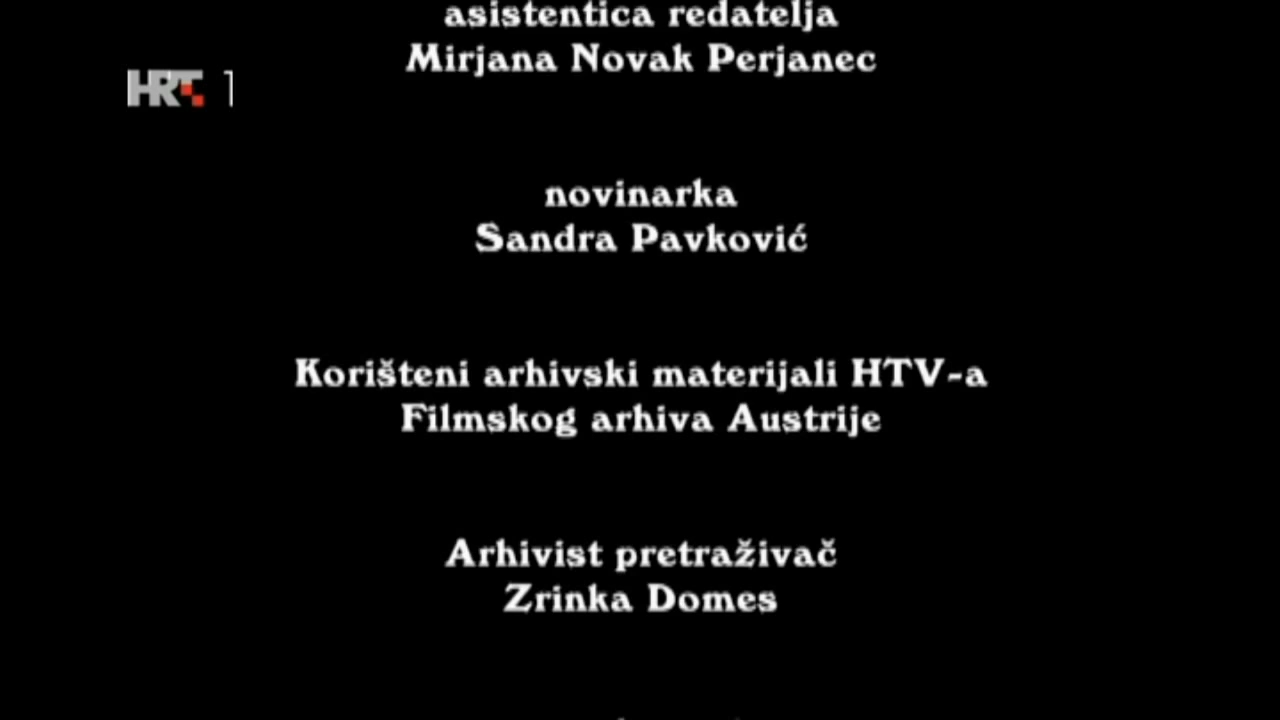 asistentica redatelja
Mirjana Novak Perjanec
HRT 1
novinarka
Sandra Pavković
Korišteni arhivski materijali HTV-a
Filmskog arhiva Austrije
Arhivist pretraživač
Zrinka Domes